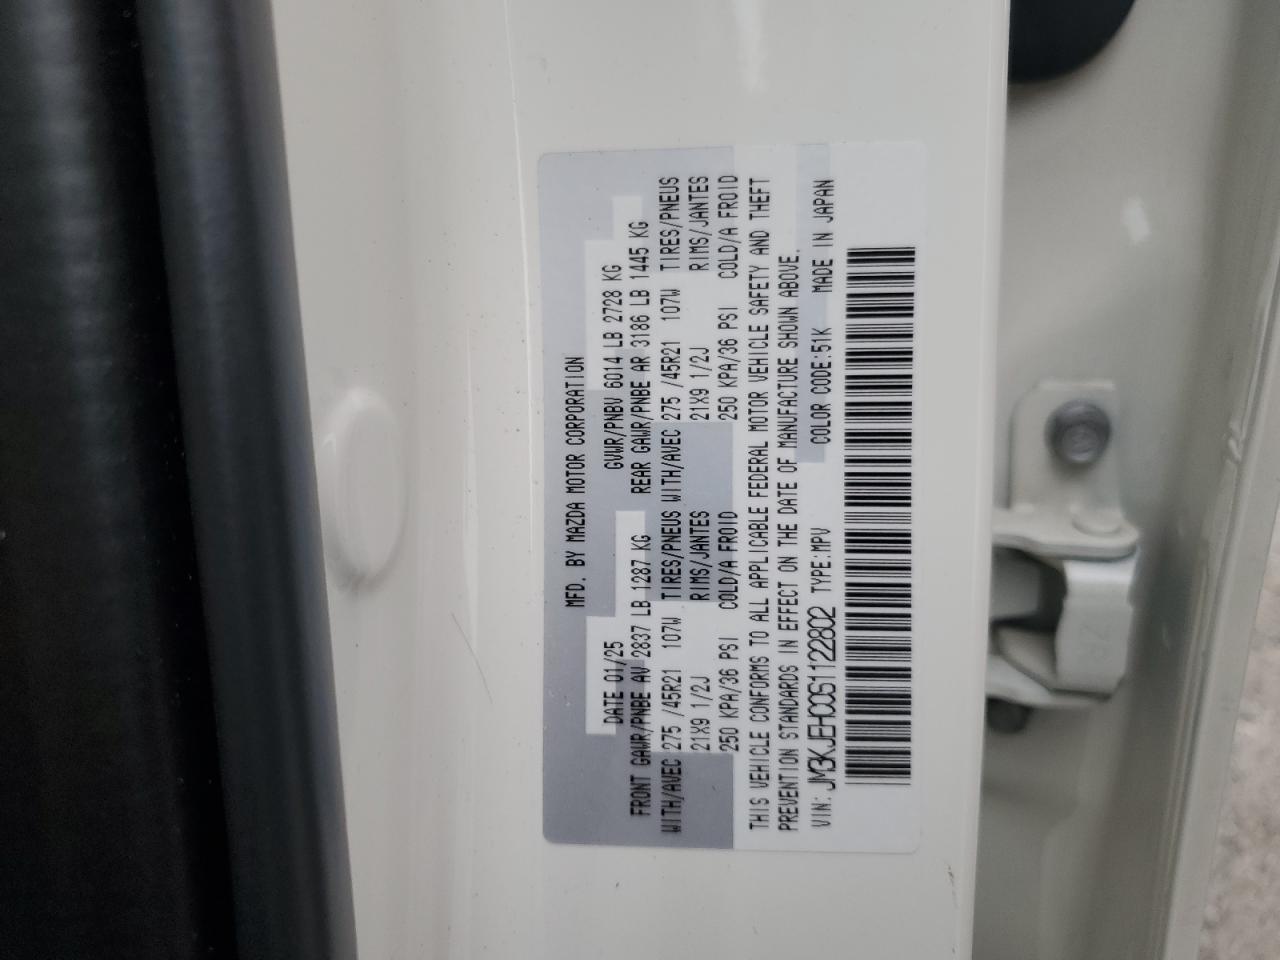 MFD. BY MAZDA MOTOR CORPORATION
DATE 01/25 GVWR/PNBV 6014 LB 2728 KG
FRONT GAWR/PNBE AV 2837 LB 1287 KG REAR GAWR/PNBE AR 3186 LB 1445 KG
WITH/AVEC 275 /45R21 107W TIRES/PNEUS WITH/AVEC 275 /45R21 107W TIRES/PNEUS
21X9 1/2J RIMS/JANTES 21X9 1/2J RIMS/JANTES
250 KPA/36 PSI COLD/A FROID 250 KPA/36 PSI COLD/A FROID
THIS VEHICLE CONFORMS TO ALL APPLICABLE FEDERAL MOTOR VEHICLE SAFETY AND THEFT
PREVENTION STANDARDS IN EFFECT ON THE DATE OF MANUFACTURE SHOWN ABOVE.
VIN: JM3KJEHC0S1122802 TYPE:MPV COLOR CODE:51K MADE IN JAPAN